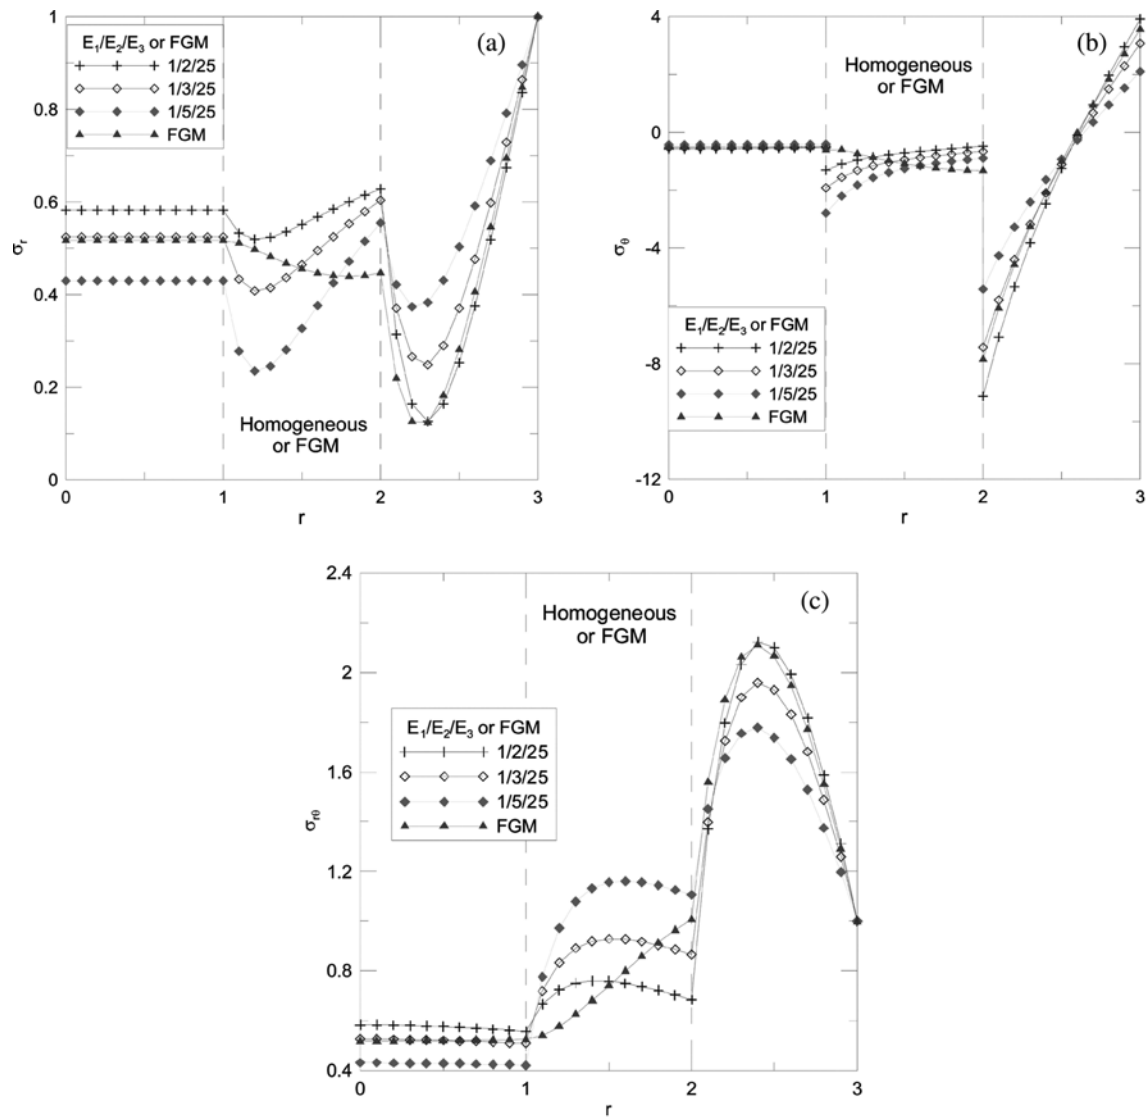 (a)
E1/E2/E3 or FGM
1/2/25
1/3/25
1/5/25
FGM
Homogeneous
or FGM
1
0.8
0.6
0.4
0.2
0
σr
0 1 2 3
r
(b)
Homogeneous
or FGM
E1/E2/E3 or FGM
1/2/25
1/3/25
1/5/25
FGM
4
0
-4
-8
-12
σθ
0 1 2 3
r
(c)
Homogeneous
or FGM
E1/E2/E3 or FGM
1/2/25
1/3/25
1/5/25
FGM
2.4
2
1.6
1.2
0.8
0.4
σrθ
0 1 2 3
r